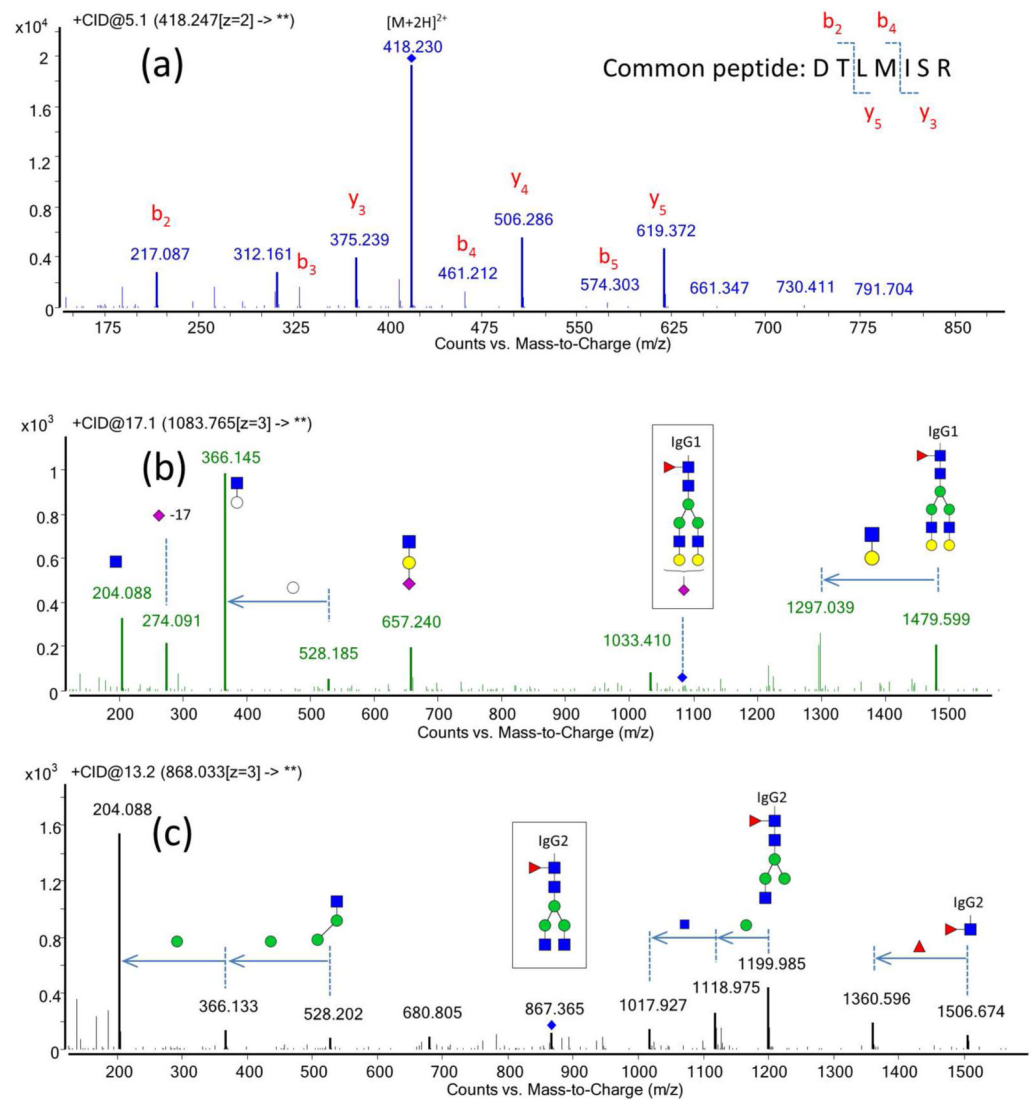 +CID@5.1 (418.247[z=2] -> **)
x10⁴
(a)
[M+2H]²⁺
418.230
b₂ b₄
Common peptide: D T L M I S R
y₅ y₃
2
1.6
1.2
0.8
0.4
0
b₂
217.087
312.161
b₃
y₃
375.239
b₄
461.212
y₄
506.286
b₅
574.303
y₅
619.372
661.347
730.411
791.704
175 250 325 400 475 550 625 700 775 850
Counts vs. Mass-to-Charge (m/z)
+CID@17.1 (1083.765[z=3] -> **)
x10³
(b)
366.145
IgG1
IgG1
1
0.8
0.6
0.4
0.2
0
-17
204.088
274.091
528.185
657.240
1033.410
1297.039
1479.599
200 300 400 500 600 700 800 900 1000 1100 1200 1300 1400 1500
Counts vs. Mass-to-Charge (m/z)
+CID@13.2 (868.033[z=3] -> **)
x10³
(c)
204.088
IgG2
IgG2
IgG2
1.6
1.2
0.8
0.4
0
366.133
528.202
680.805
867.365
1017.927
1118.975
1199.985
1360.596
1506.674
200 300 400 500 600 700 800 900 1000 1100 1200 1300 1400 1500
Counts vs. Mass-to-Charge (m/z)